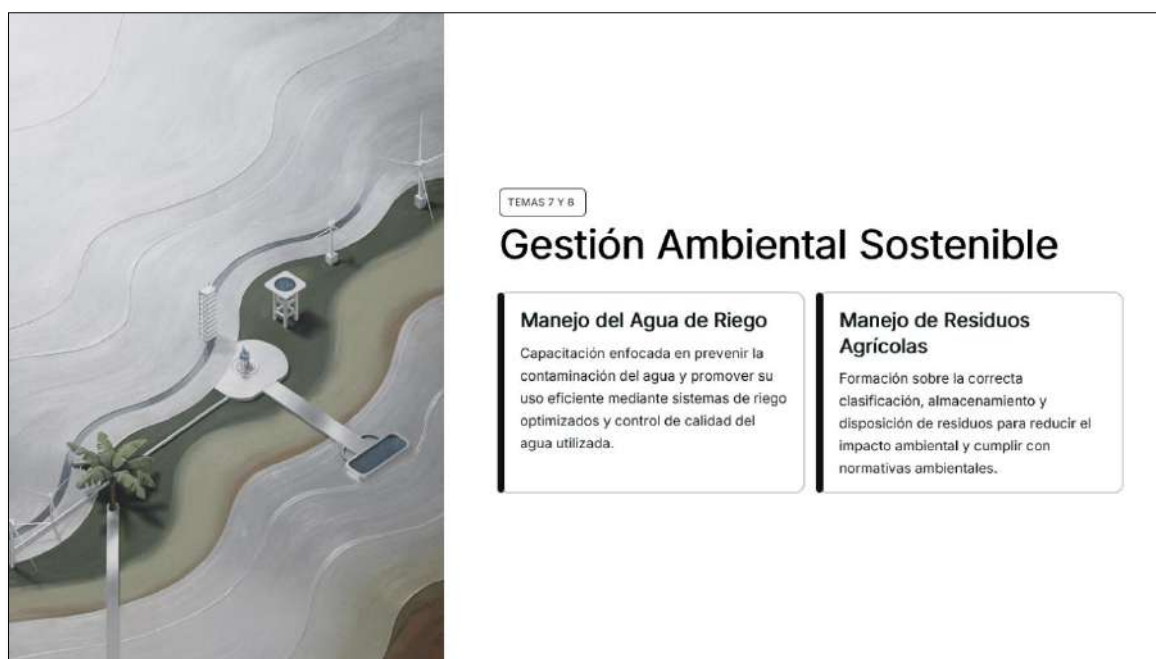 TEMAS 7 Y 8
Gestión Ambiental Sostenible
Manejo del Agua de Riego
Capacitación enfocada en prevenir la
contaminación del agua y promover su
uso eficiente mediante sistemas de riego
optimizados y control de calidad del
agua utilizada.
Manejo de Residuos
Agrícolas
Formación sobre la correcta
clasificación, almacenamiento y
disposición de residuos para reducir el
impacto ambiental y cumplir con
normativas ambientales.